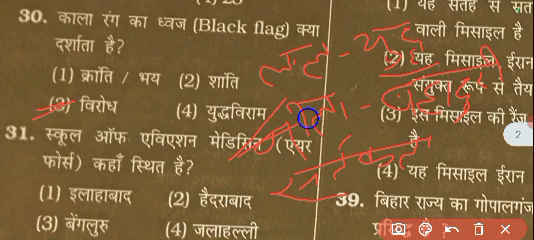 30. काला रंग का ध्वज (Black flag) क्या
दर्शाता है?
(1) क्रांति / भय (2) शांति
(3) विरोध (4) युद्धविराम
31. स्कूल ऑफ एविएशन मेडिसिन (एयर
फोर्स) कहाँ स्थित है?
(1) इलाहाबाद (2) हैदराबाद
(3) बेंगलुरु (4) जलाहल्ली
(1) यह सतह से सत
वाली मिसाइल है
(2) यह मिसाइल ईरान
संयुक्त रूप से तैय
(3) इस मिसाइल की रेंज
है
(4) यह मिसाइल ईरान
39. बिहार राज्य का गोपालगंज
2